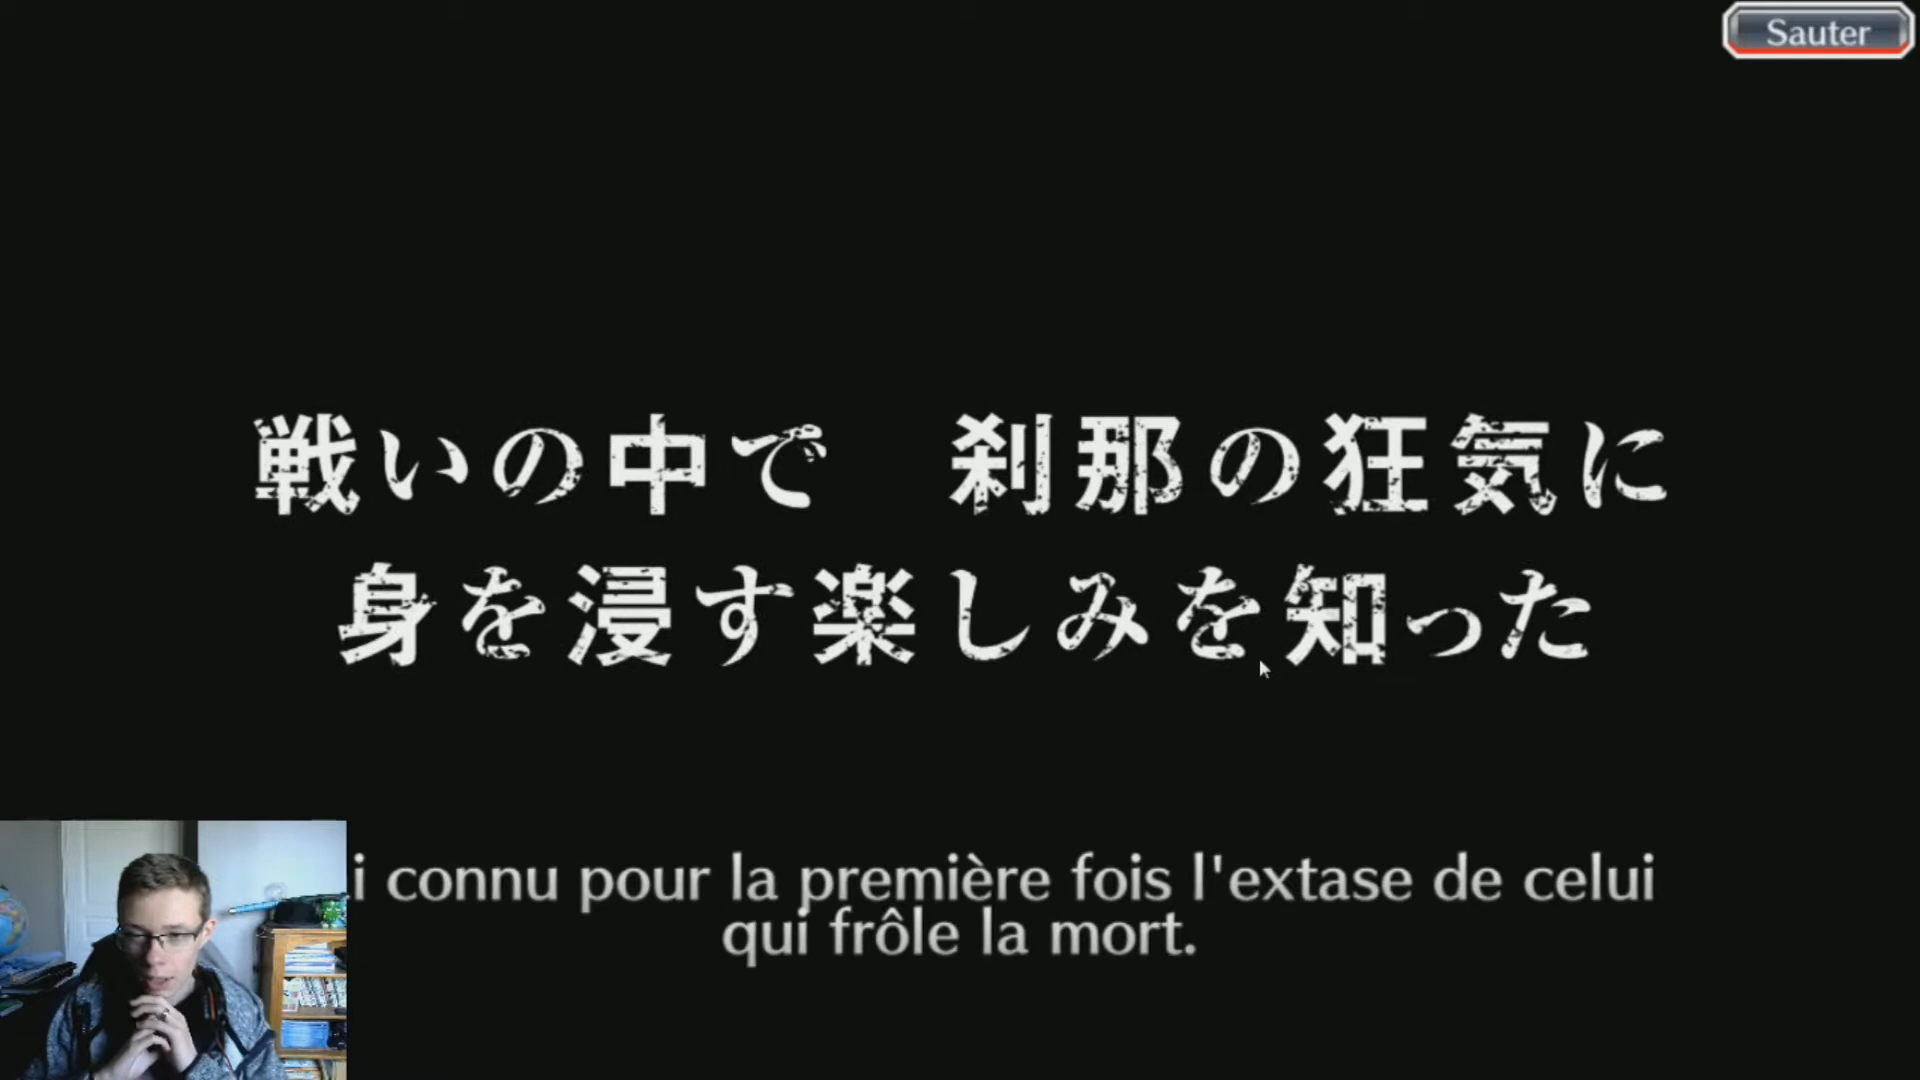 Sauter
戦いの中で 刹那の狂気に
身を浸す楽しみを知った
i connu pour la première fois l'extase de celui
qui frôle la mort.